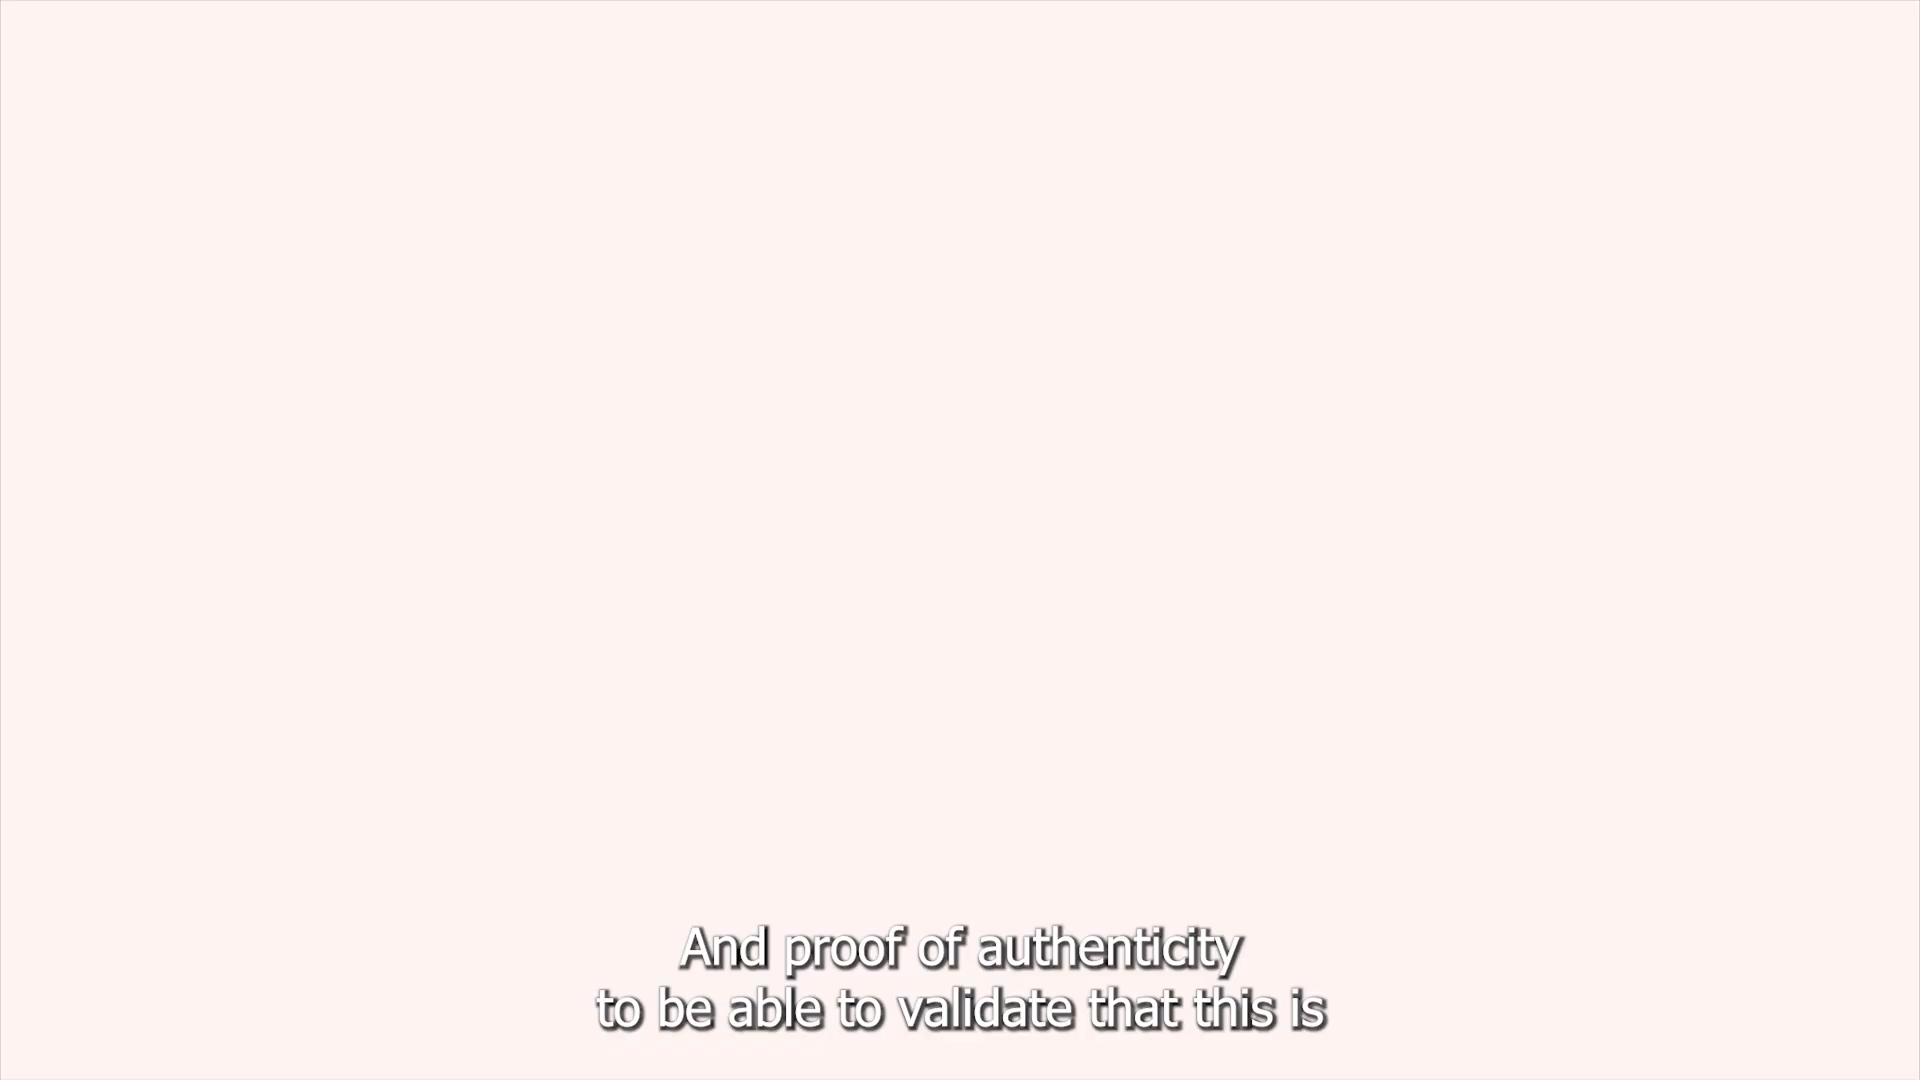 And proof of authenticity
to be able to validate that this is